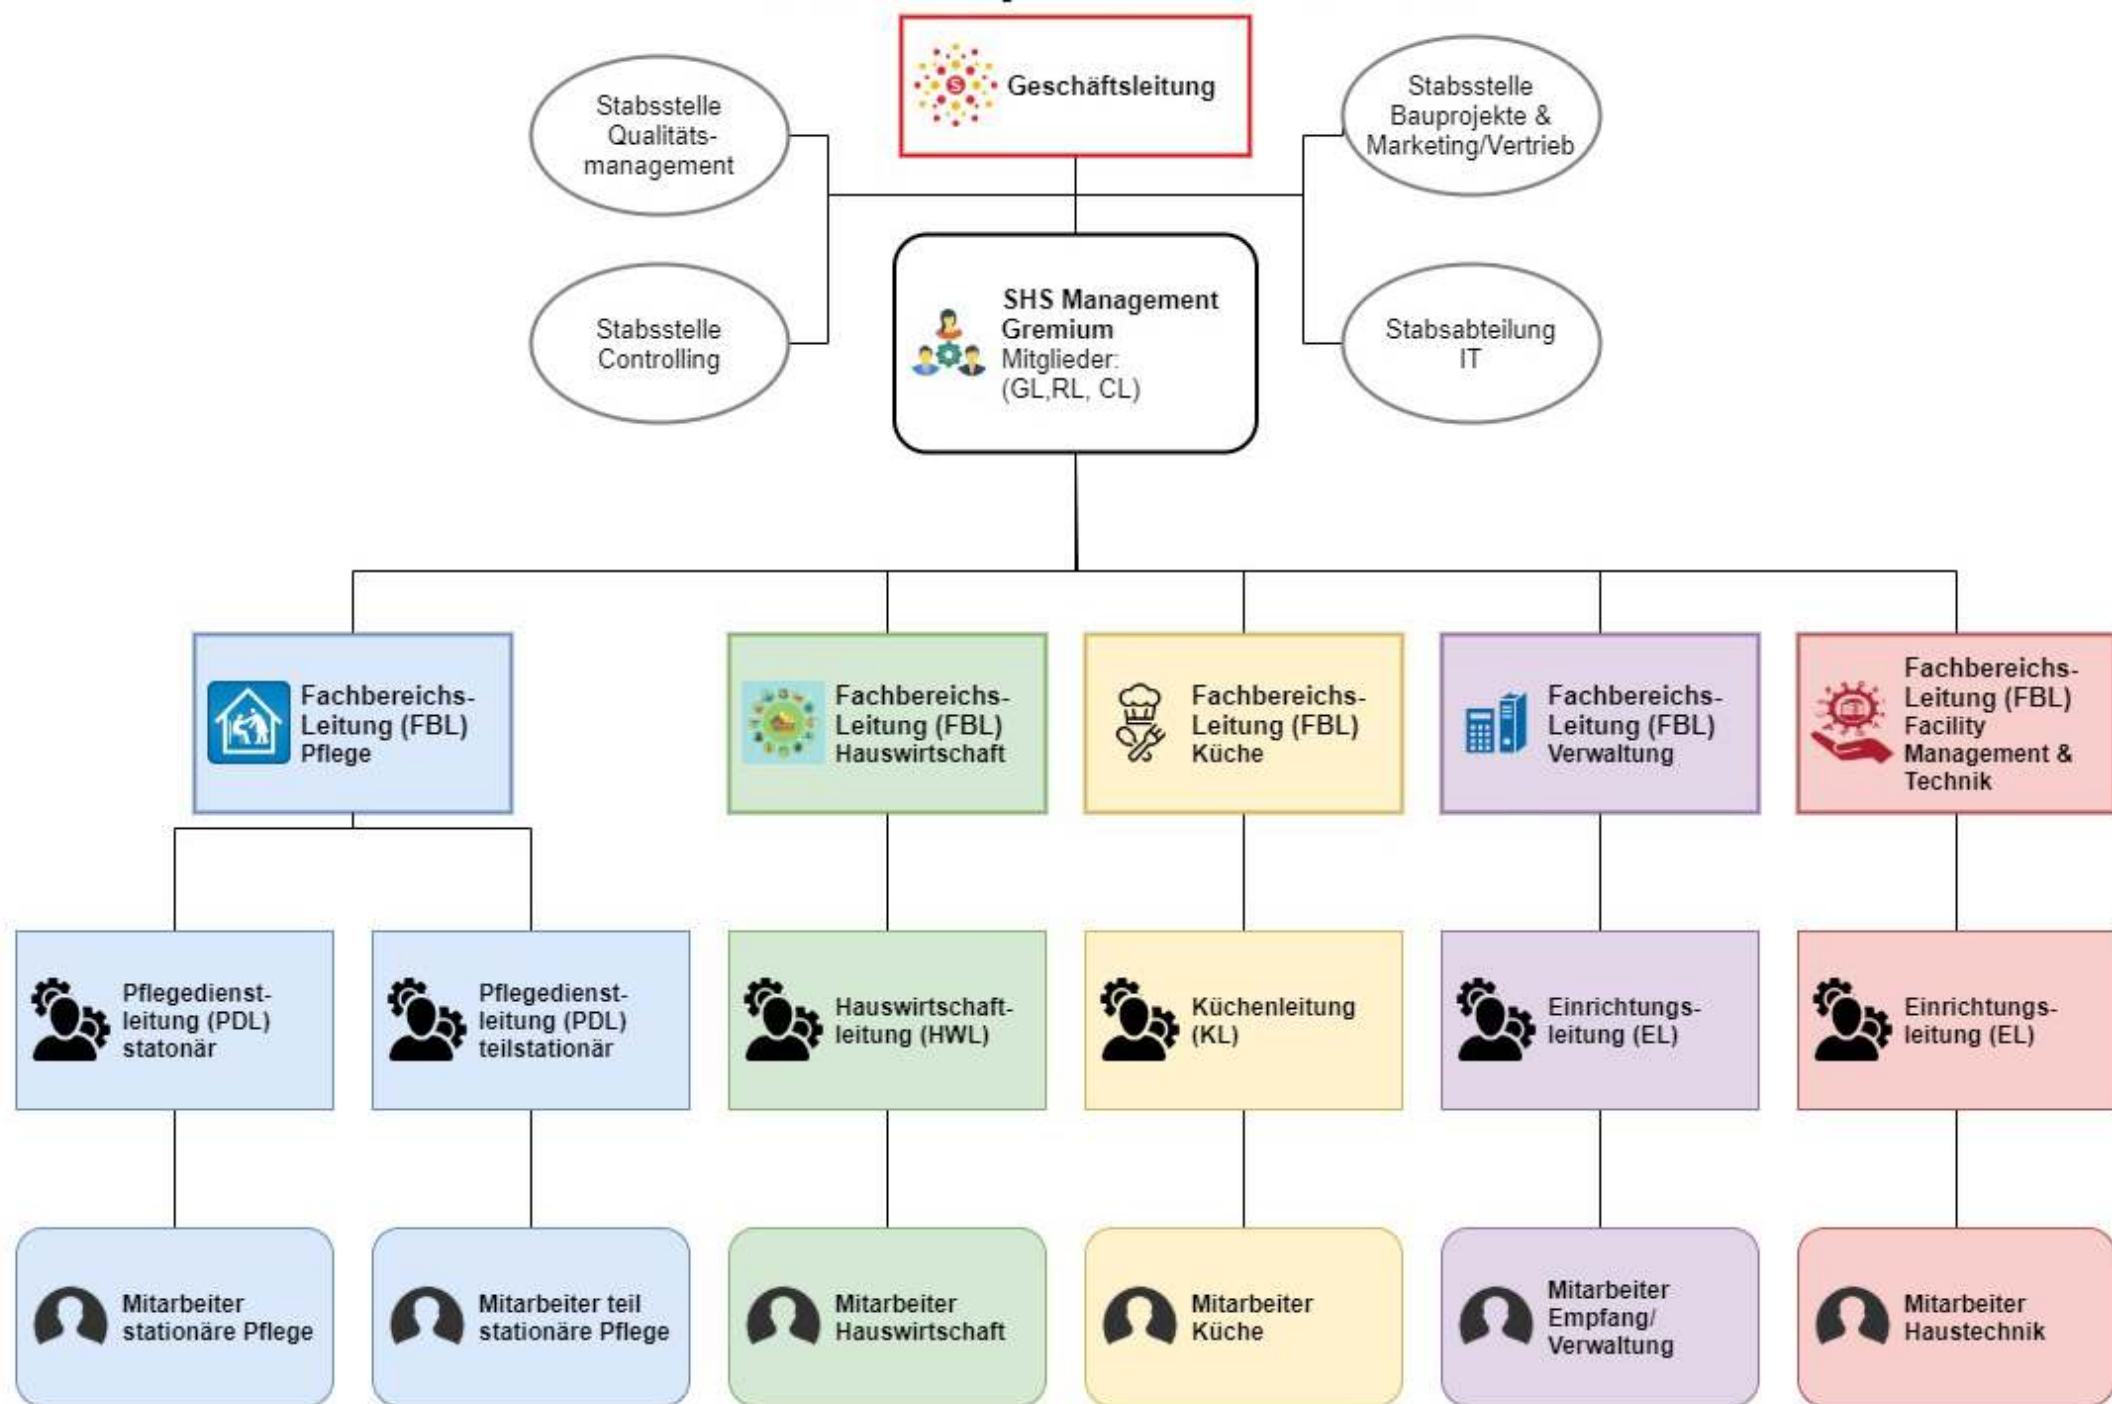 Geschäftsleitung
Stabsstelle
Qualitäts-
management
Stabsstelle
Bauprojekte &
Marketing/Vertrieb
Stabsstelle
Controlling
SHS Management
Gremium
Mitglieder:
(GL,RL, CL)
Stabsabteilung
IT
Fachbereichs-
Leitung (FBL)
Pflege
Fachbereichs-
Leitung (FBL)
Hauswirtschaft
Fachbereichs-
Leitung (FBL)
Küche
Fachbereichs-
Leitung (FBL)
Verwaltung
Fachbereichs-
Leitung (FBL)
Facility
Management &
Technik
Pflegedienst-
leitung (PDL)
statonär
Pflegedienst-
leitung (PDL)
teilstationär
Hauswirtschaft-
leitung (HWL)
Küchenleitung
(KL)
Einrichtungs-
leitung (EL)
Einrichtungs-
leitung (EL)
Mitarbeiter
stationäre Pflege
Mitarbeiter teil
stationäre Pflege
Mitarbeiter
Hauswirtschaft
Mitarbeiter
Küche
Mitarbeiter
Empfang/
Verwaltung
Mitarbeiter
Haustechnik